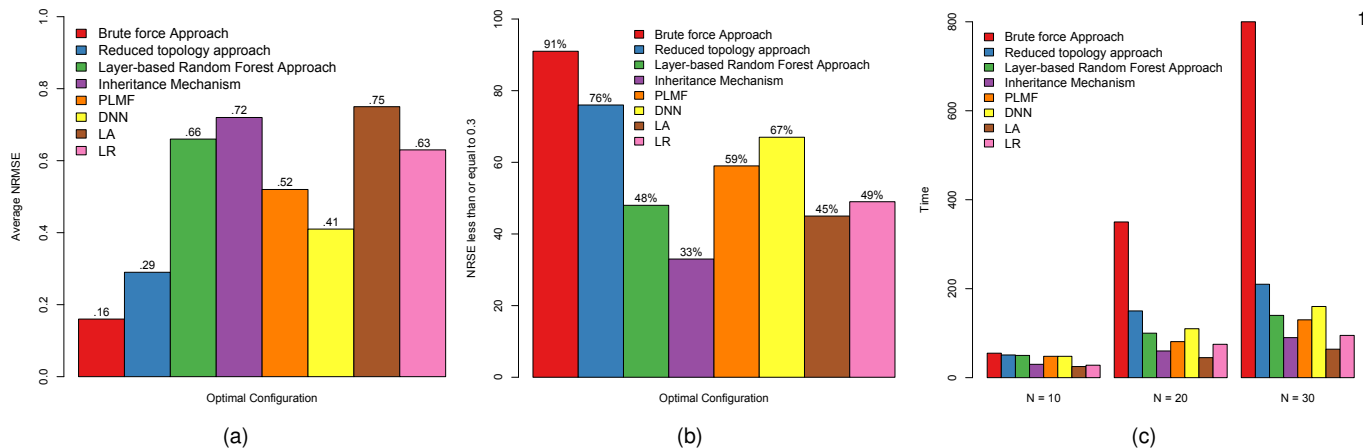 Average NRMSE
0.0
0.2
0.4
0.6
0.8
1.0
Brute force Approach
Reduced topology approach
Layer-based Random Forest Approach
Inheritance Mechanism
PLMF
DNN
LA
LR
.16
.29
.66
.72
.52
.41
.75
.63
Optimal Configuration
(a)
NRSE less than or equal to 0.3
0
20
40
60
80
100
Brute force Approach
Reduced topology approach
Layer-based Random Forest Approach
Inheritance Mechanism
PLMF
DNN
LA
LR
91%
76%
48%
33%
59%
67%
45%
49%
Optimal Configuration
(b)
Time
0
200
400
600
800
Brute force Approach
Reduced topology approach
Layer-based Random Forest Approach
Inheritance Mechanism
PLMF
DNN
LA
LR
N = 10
N = 20
N = 30
(c)